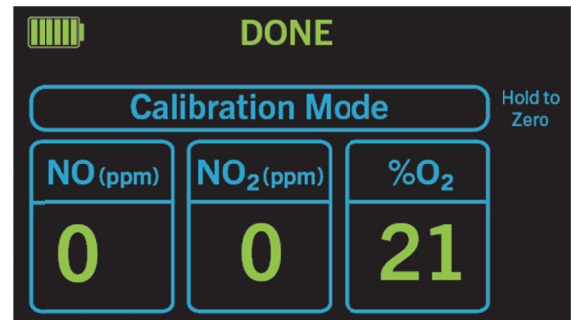 DONE
Calibration Mode
Hold to
Zero
NO (ppm) NO₂ (ppm) %O₂
0 0 21